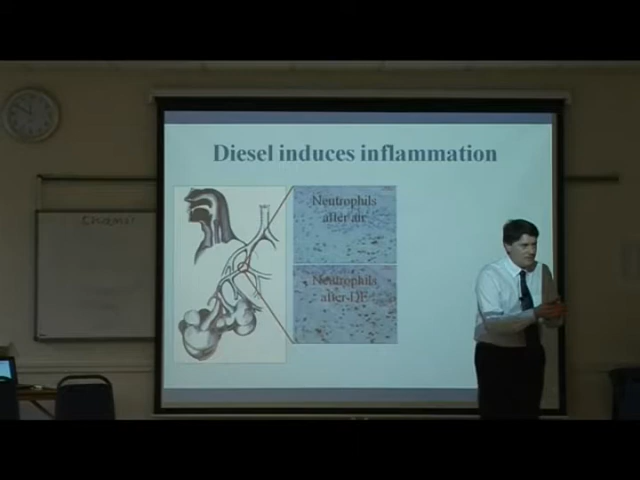 Diesel induces inflammation
Neutrophils
after air
Neutrophils
after DE